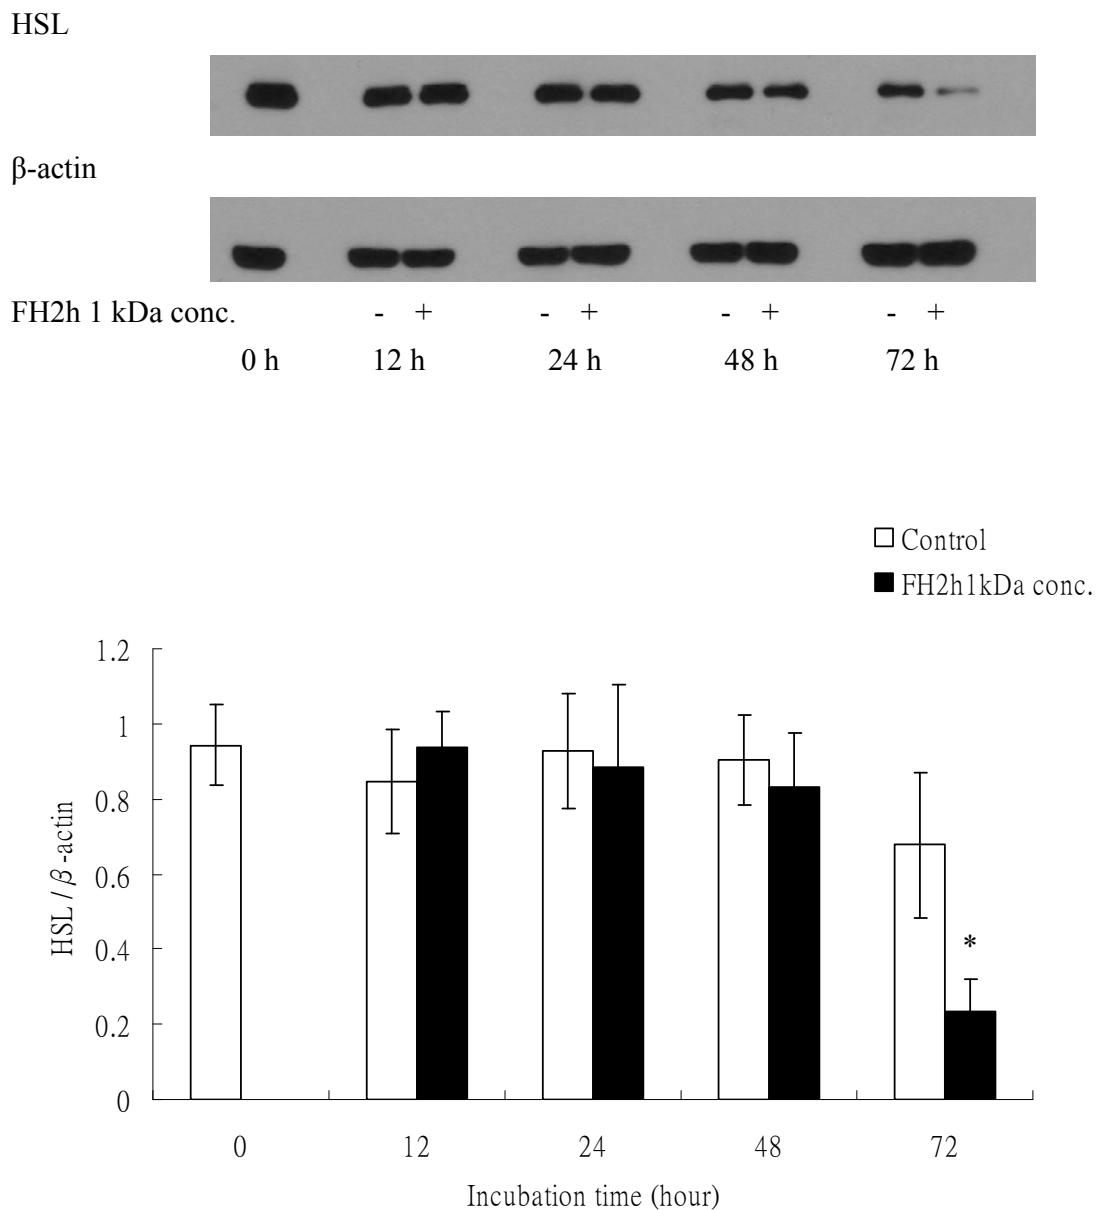 HSL
β-actin
FH2h 1 kDa conc. - + - + - + - +
0 h 12 h 24 h 48 h 72 h
Control
FH2h1kDa conc.
1.2
1
0.8
0.6
0.4
0.2
0
HSL / β -actin
*
0 12 24 48 72
Incubation time (hour)